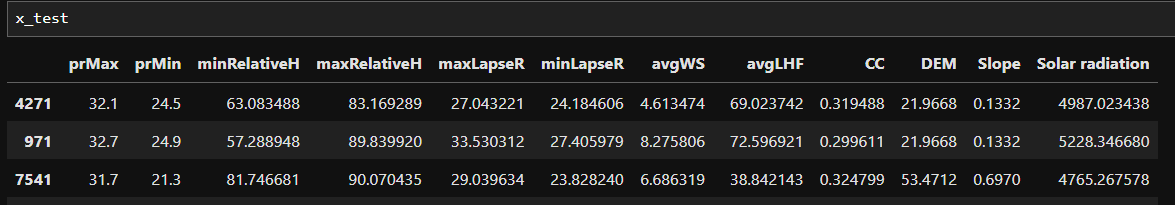 x_test
prMax prMin minRelativeH maxRelativeH maxLapseR minLapseR avgWS avgLHF CC DEM Slope Solar radiation
4271 32.1 24.5 63.083488 83.169289 27.043221 24.184606 4.613474 69.023742 0.319488 21.9668 0.1332 4987.023438
971 32.7 24.9 57.288948 89.839920 33.530312 27.405979 8.275806 72.596921 0.299611 21.9668 0.1332 5228.346680
7541 31.7 21.3 81.746681 90.070435 29.039634 23.828240 6.686319 38.842143 0.324799 53.4712 0.6970 4765.267578